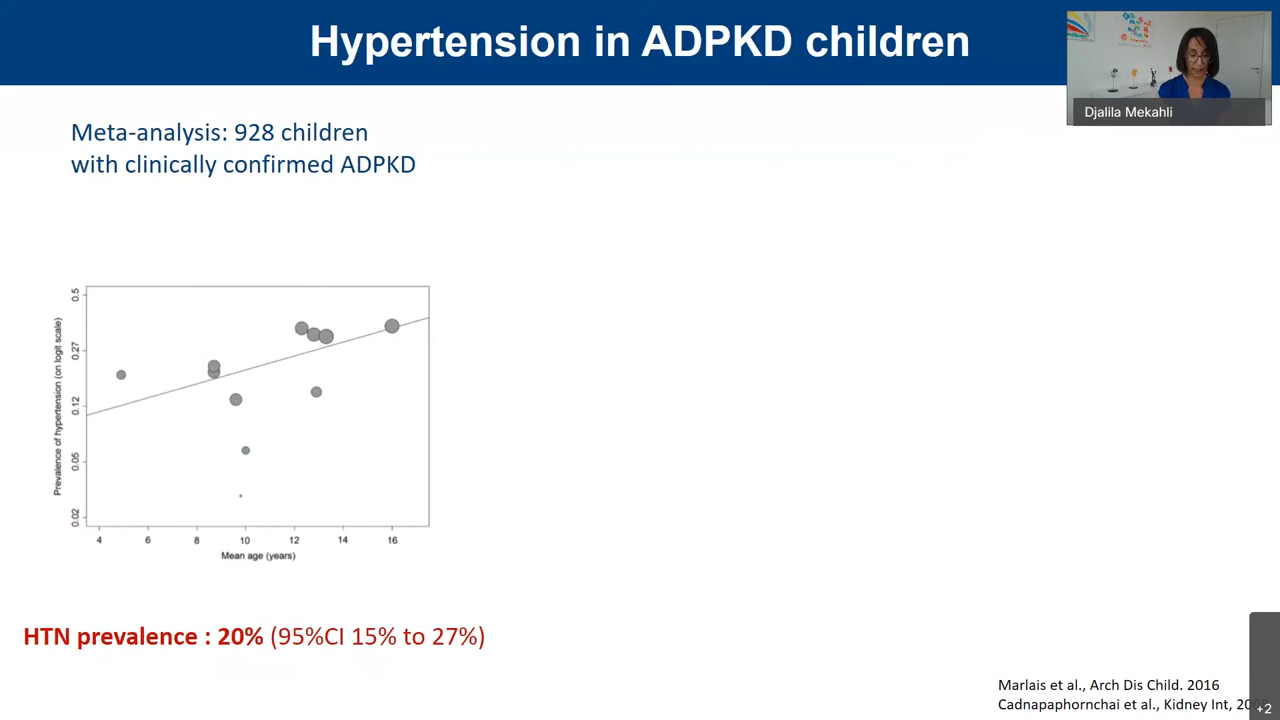 Hypertension in ADPKD children
Djalila Mekahli
Meta-analysis: 928 children
with clinically confirmed ADPKD
Prevalence of hypertension (on logit scale)
0.5
0.27
0.12
0.05
0.02
4 6 8 10 12 14 16
Mean age (years)
HTN prevalence : 20% (95%CI 15% to 27%)
Marlais et al., Arch Dis Child. 2016
Cadnapaphornchai et al., Kidney Int,
+2